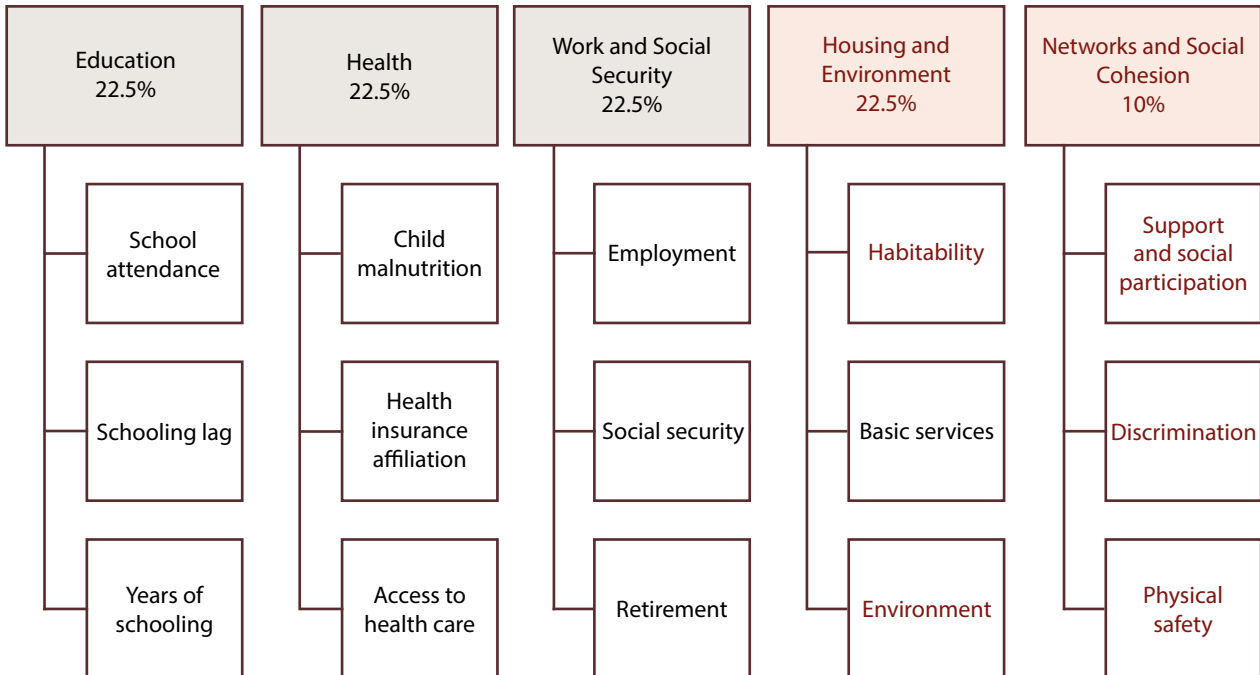 Education
22.5%
Health
22.5%
Work and Social
Security
22.5%
Housing and
Environment
22.5%
Networks and Social
Cohesion
10%
School
attendance
Child
malnutrition
Employment
Habitability
Support
and social
participation
Schooling lag
Health
insurance
affiliation
Social security
Basic services
Discrimination
Years of
schooling
Access to
health care
Retirement
Environment
Physical
safety